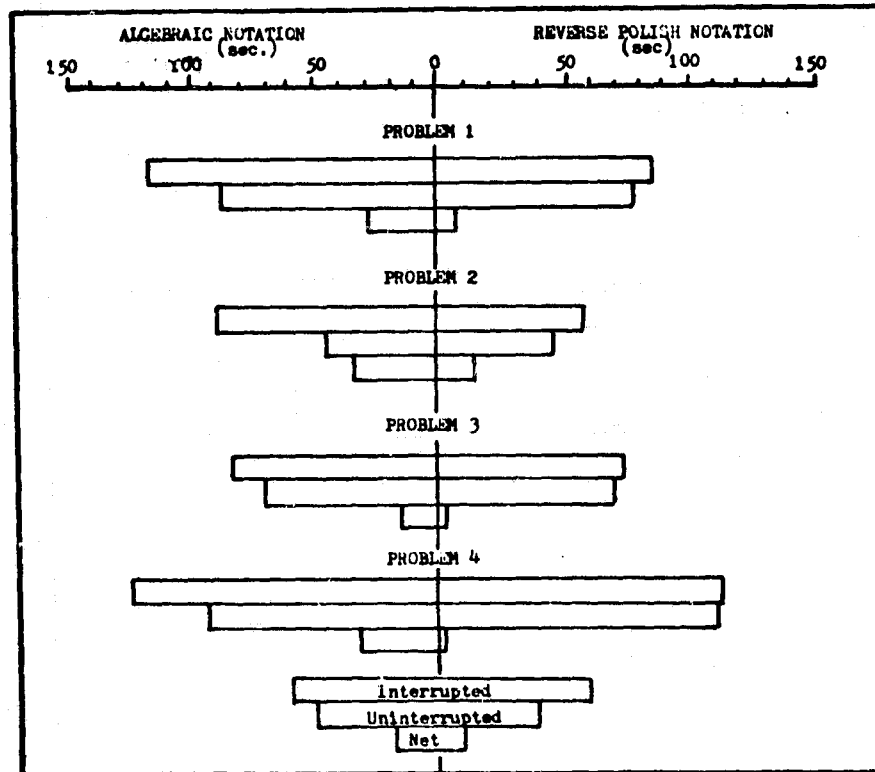 ALGEBRAIC NOTATION REVERSE POLISH NOTATION
(sec.) (sec)
150 100 50 0 50 100 150
PROBLEM 1
PROBLEM 2
PROBLEM 3
PROBLEM 4
Interrupted
Uninterrupted
Net